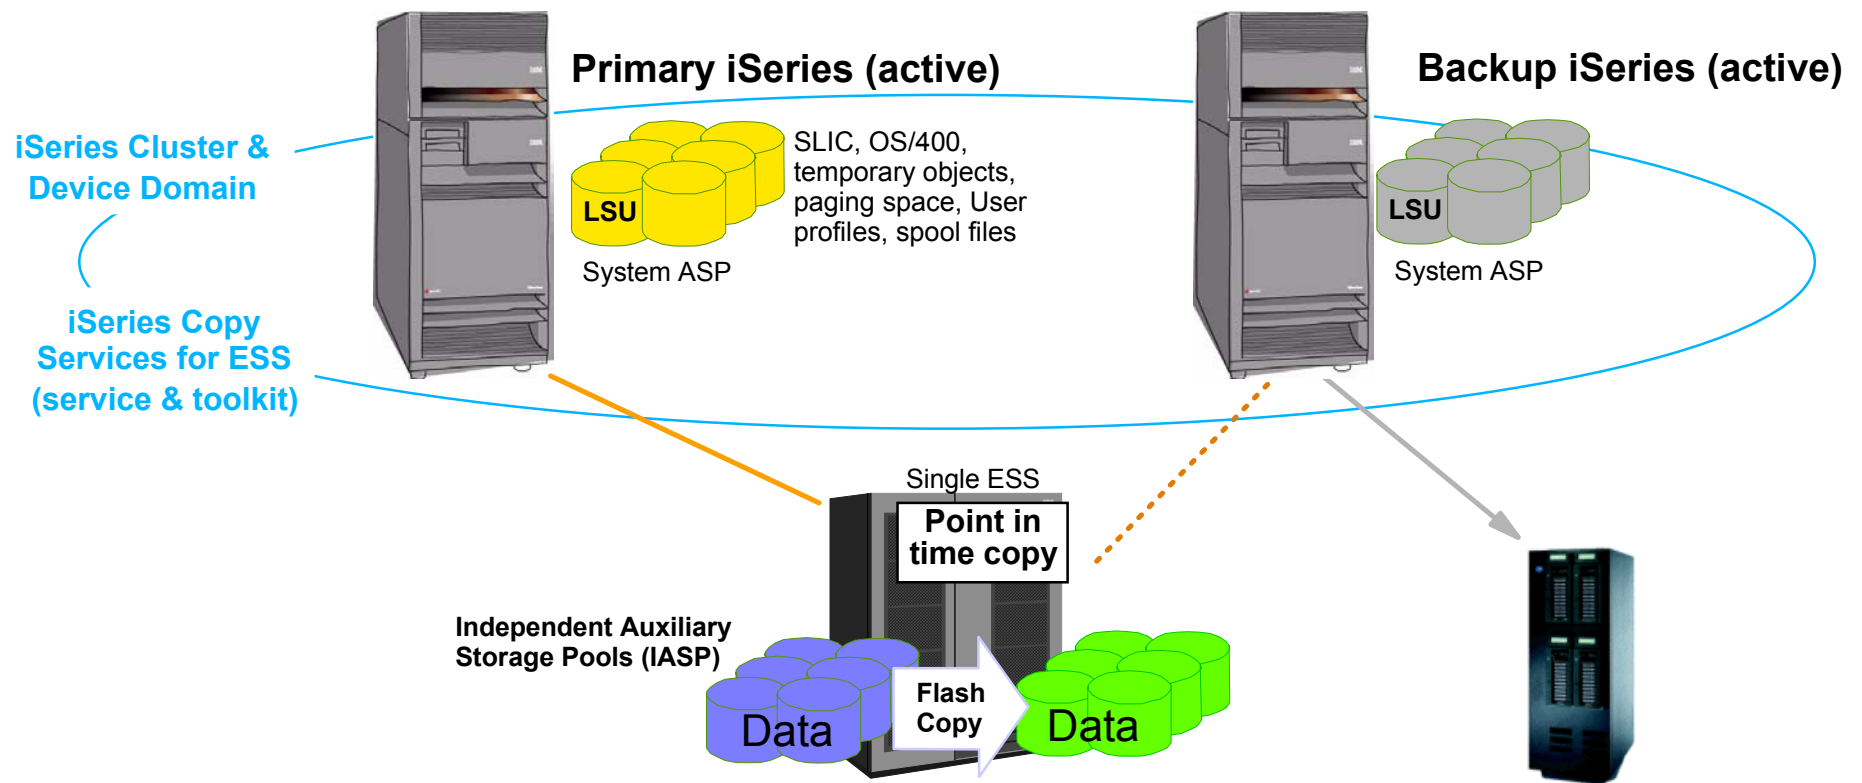 Primary iSeries (active)
Backup iSeries (active)
iSeries Cluster &
Device Domain
SLIC, OS/400,
temporary objects,
paging space, User
profiles, spool files
LSU
System ASP
LSU
System ASP
iSeries Copy
Services for ESS
(service & toolkit)
Single ESS
Point in
time copy
Independent Auxiliary
Storage Pools (IASP)
Data
Flash
Copy
Data